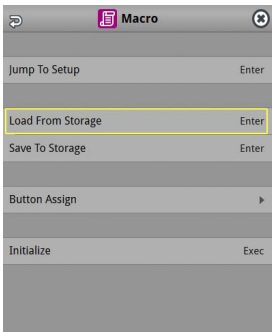 Macro
Jump To Setup Enter
Load From Storage Enter
Save To Storage Enter
Button Assign
Initialize Exec